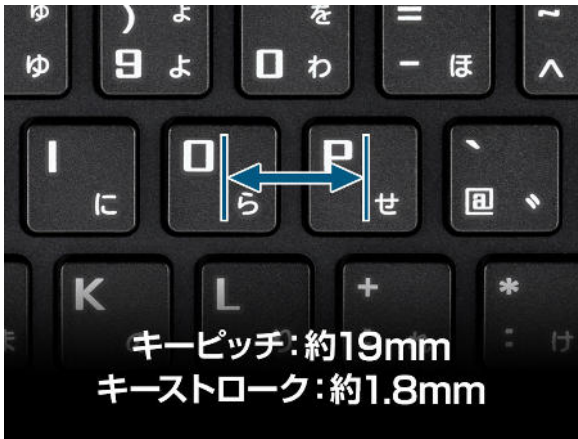 ゆ ) よ を = ~
ゆ 9 よ 0 わ - ほ ^
I に O ら P せ ` @ ゛
K L + *
: け
キーピッチ:約19mm
キーストローク:約1.8mm